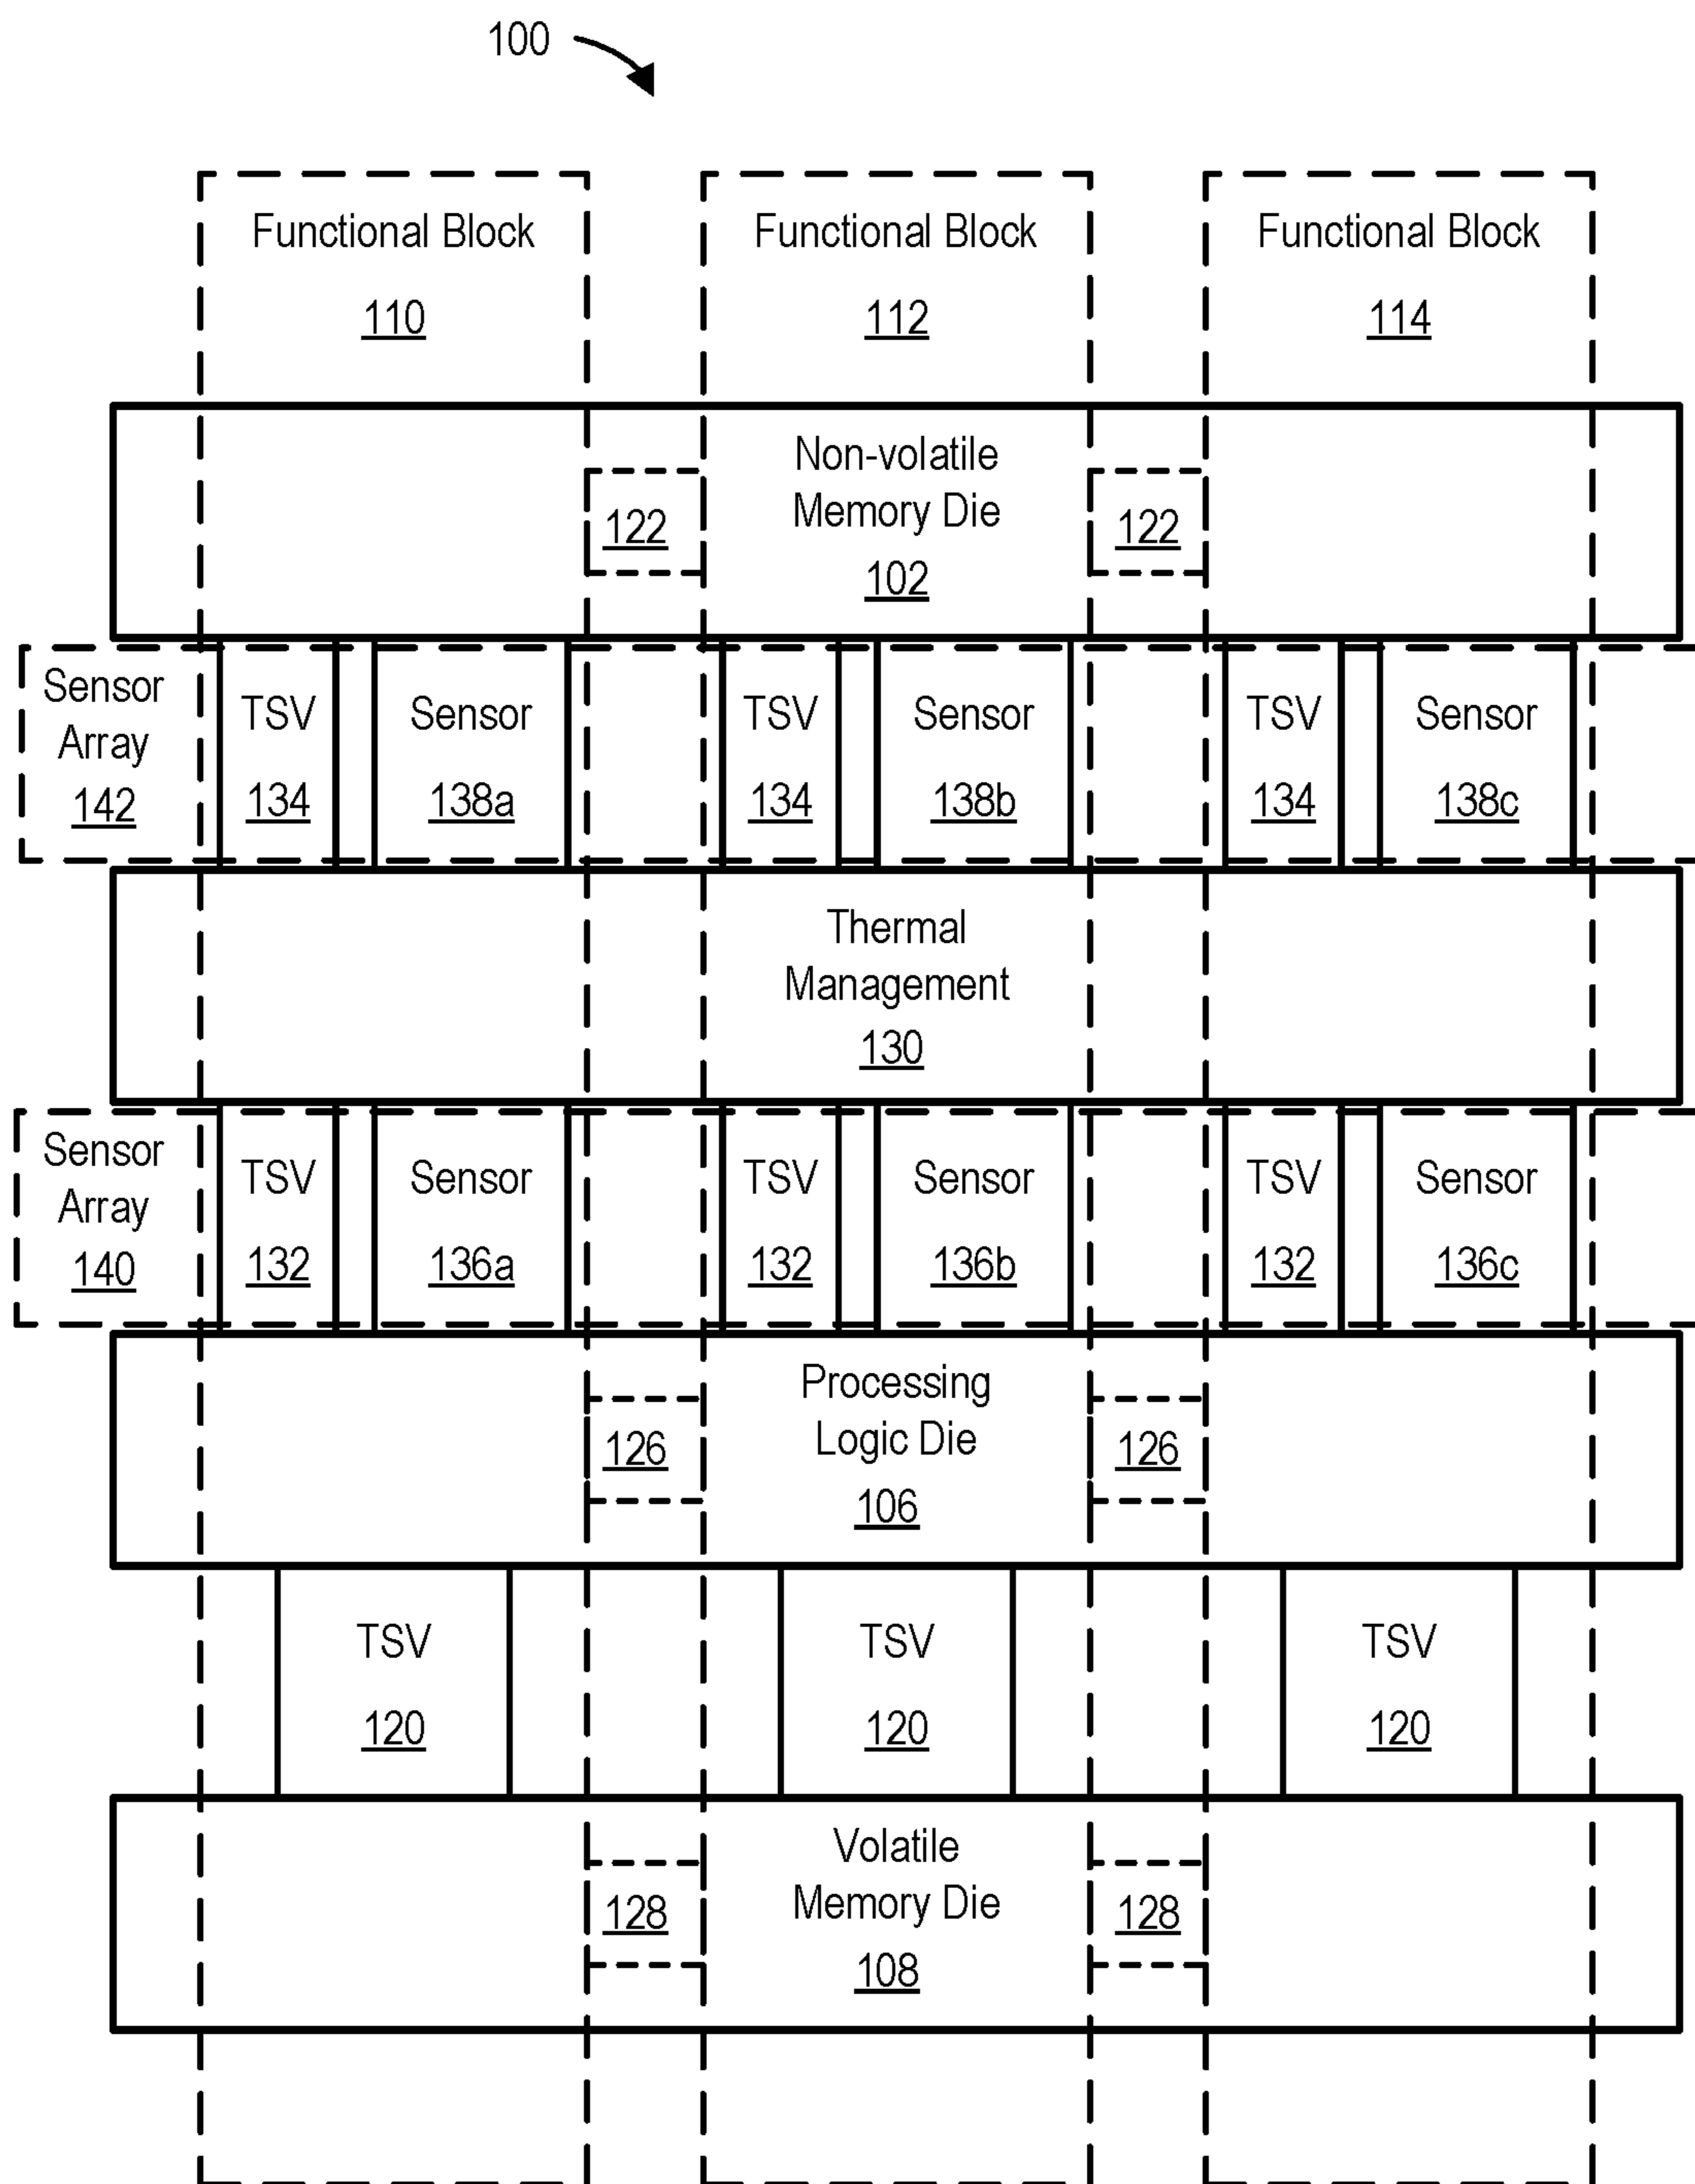 100
Functional Block
110
Functional Block
112
Functional Block
114
Non-volatile
Memory Die
102
122
122
Sensor
Array
142
TSV
134
Sensor
138a
TSV
134
Sensor
138b
TSV
134
Sensor
138c
Thermal
Management
130
Sensor
Array
140
TSV
132
Sensor
136a
TSV
132
Sensor
136b
TSV
132
Sensor
136c
Processing
Logic Die
106
126
126
TSV
120
TSV
120
TSV
120
Volatile
Memory Die
108
128
128